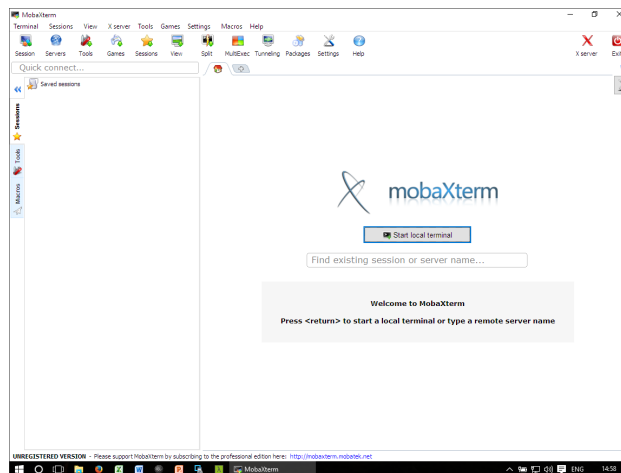 MobaXterm
Terminal Sessions View X server Tools Games Settings Macros Help
Session Servers Tools Games Sessions View Split MultiExec Tunneling Packages Settings Help X server Exit
Quick connect...
Saved sessions
Sessions
Tools
Macros
mobaXterm
Start local terminal
Find existing session or server name...
Welcome to MobaXterm
Press <return> to start a local terminal or type a remote server name
UNREGISTERED VERSION - Please support MobaXterm by subscribing to the professional edition here: http://mobaxterm.mobatek.net
MobaXterm
ENG 14:58